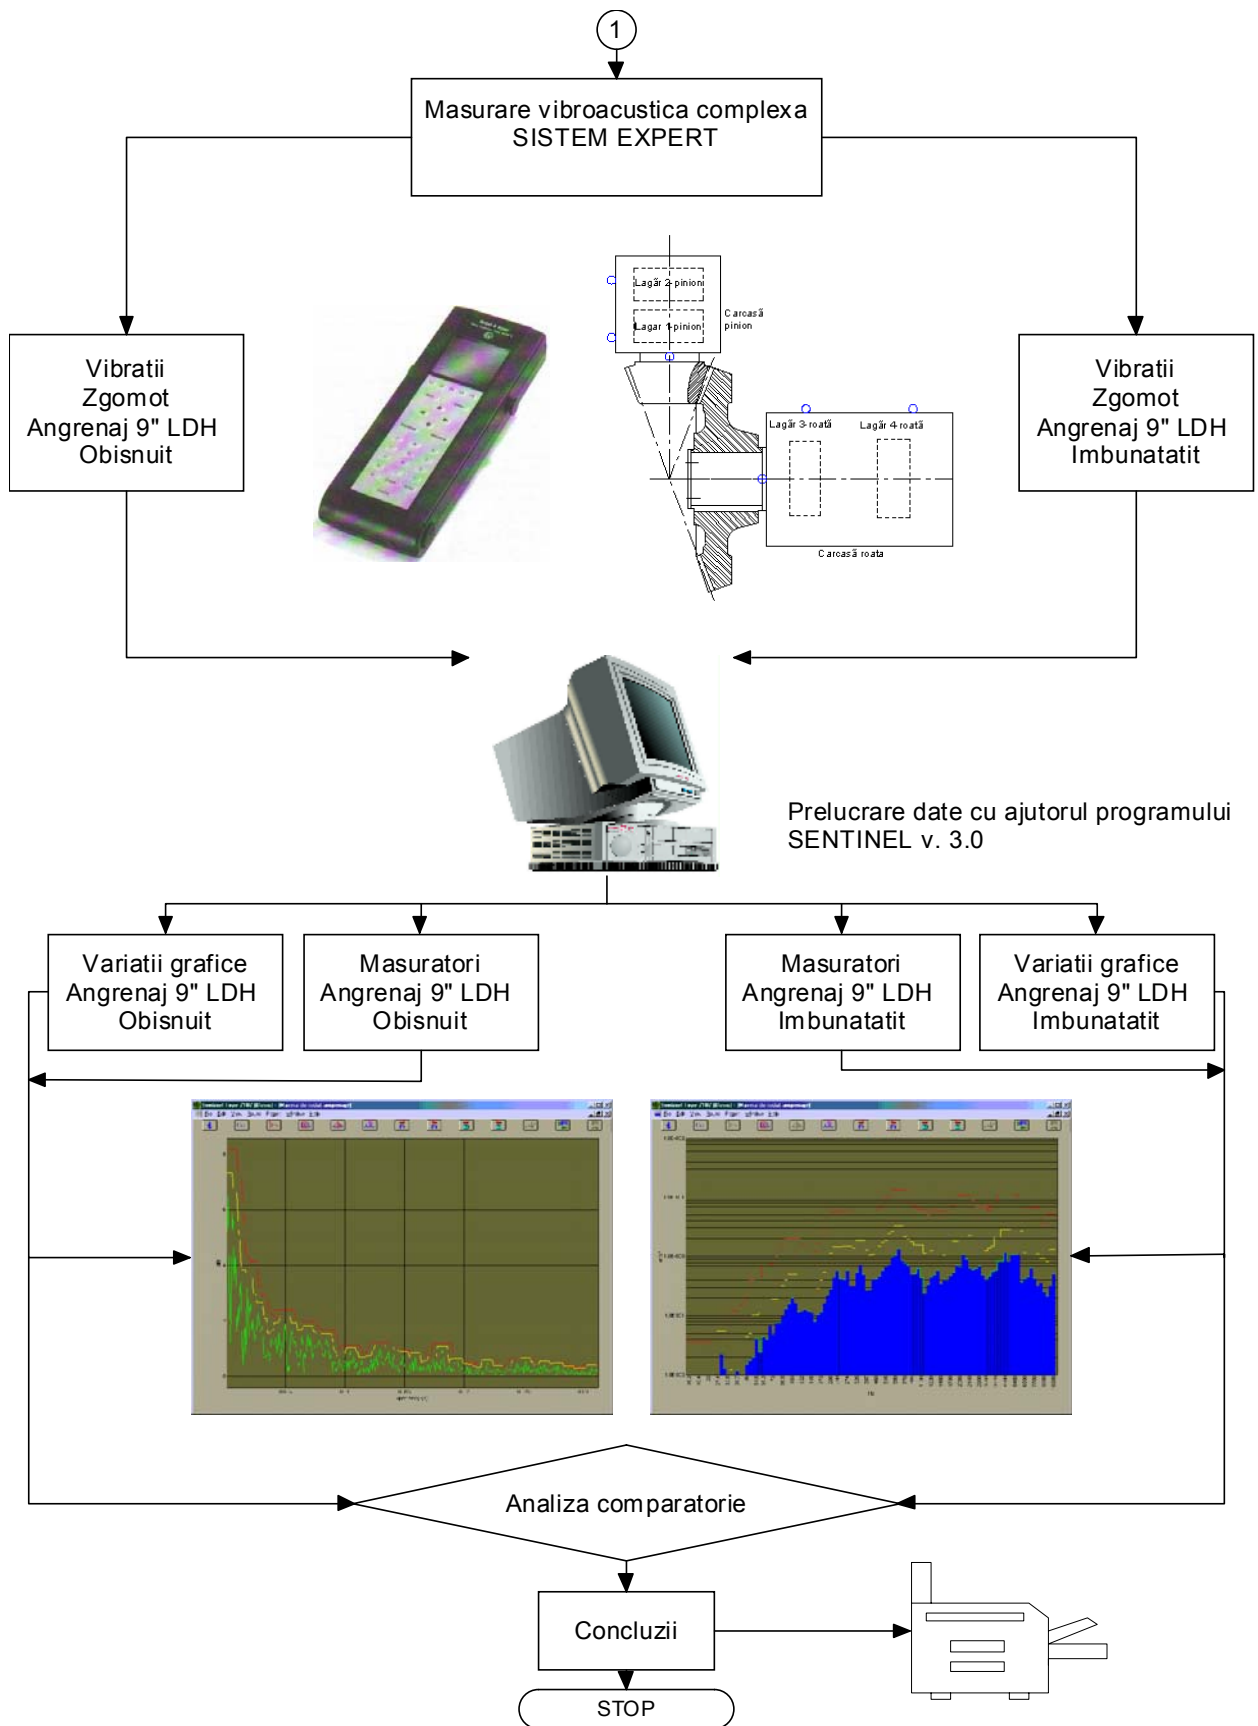 1
Masurare vibroacustica complexa
SISTEM EXPERT
Vibratii
Zgomot
Angrenaj 9" LDH
Obisnuit
Lagăr 2- pinion
Lagar 1- pinion
Carcasă
pinion
Lagăr 3- roată
Lagăr 4- roată
Carcasă roata
Vibratii
Zgomot
Angrenaj 9" LDH
Imbunatatit
Prelucrare date cu ajutorul programului
SENTINEL v. 3.0
Variatii grafice
Angrenaj 9" LDH
Obisnuit
Masuratori
Angrenaj 9" LDH
Obisnuit
Masuratori
Angrenaj 9" LDH
Imbunatatit
Variatii grafice
Angrenaj 9" LDH
Imbunatatit
Analiza comparatorie
Concluzii
STOP